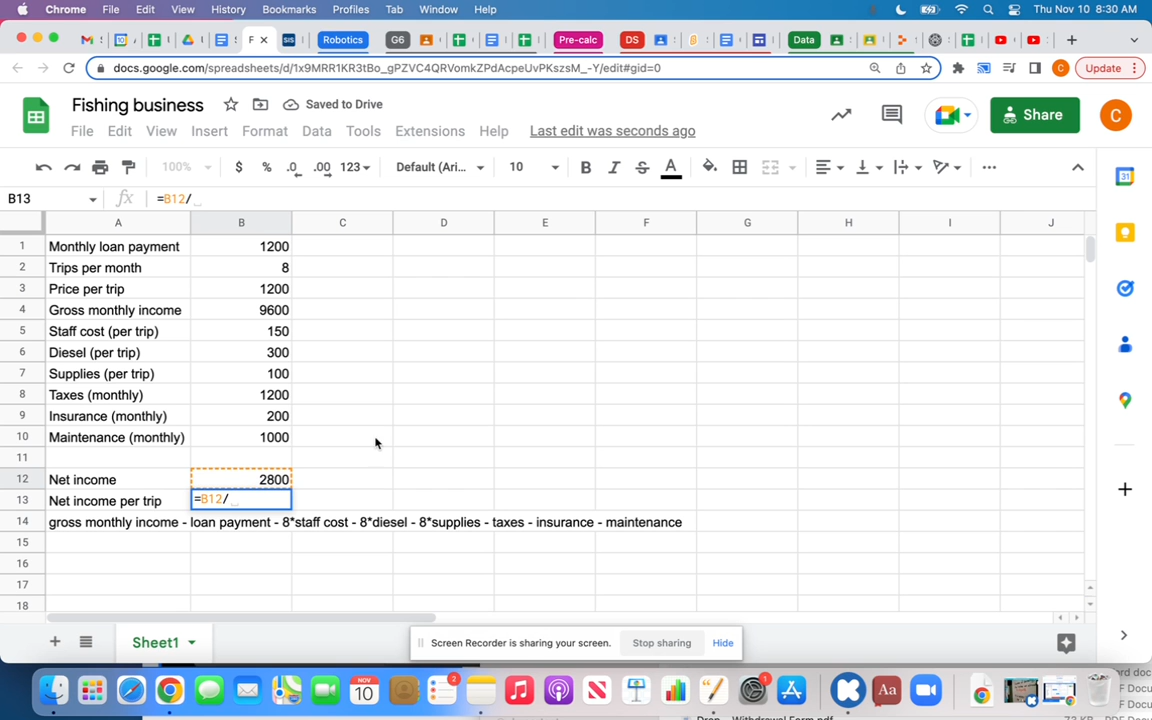 Chrome File Edit View History Bookmarks Profiles Tab Window Help Thu Nov 10 8:30 AM
F Robotics G6 Pre-calc DS Data
docs.google.com/spreadsheets/d/1x9MRR1KR3tBo_gPZVC4QRVomkZPdAcpeUvPKszsM_-Y/edit#gid=0 C Update
Fishing business Saved to Drive
File Edit View Insert Format Data Tools Extensions Help Last edit was seconds ago Share C
100% $ % .0 .00 123 Default (Ari... 10 B I S A
B13 fx =B12/
A B C D E F G H I J
1 Monthly loan payment 1200
2 Trips per month 8
3 Price per trip 1200
4 Gross monthly income 9600
5 Staff cost (per trip) 150
6 Diesel (per trip) 300
7 Supplies (per trip) 100
8 Taxes (monthly) 1200
9 Insurance (monthly) 200
10 Maintenance (monthly) 1000
11
12 Net income 2800
13 Net income per trip =B12/
14 gross monthly income - loan payment - 8*staff cost - 8*diesel - 8*supplies - taxes - insurance - maintenance
15
16
17
18
Sheet1
Screen Recorder is sharing your screen. Stop sharing Hide
NOV
10
2
1
Aa